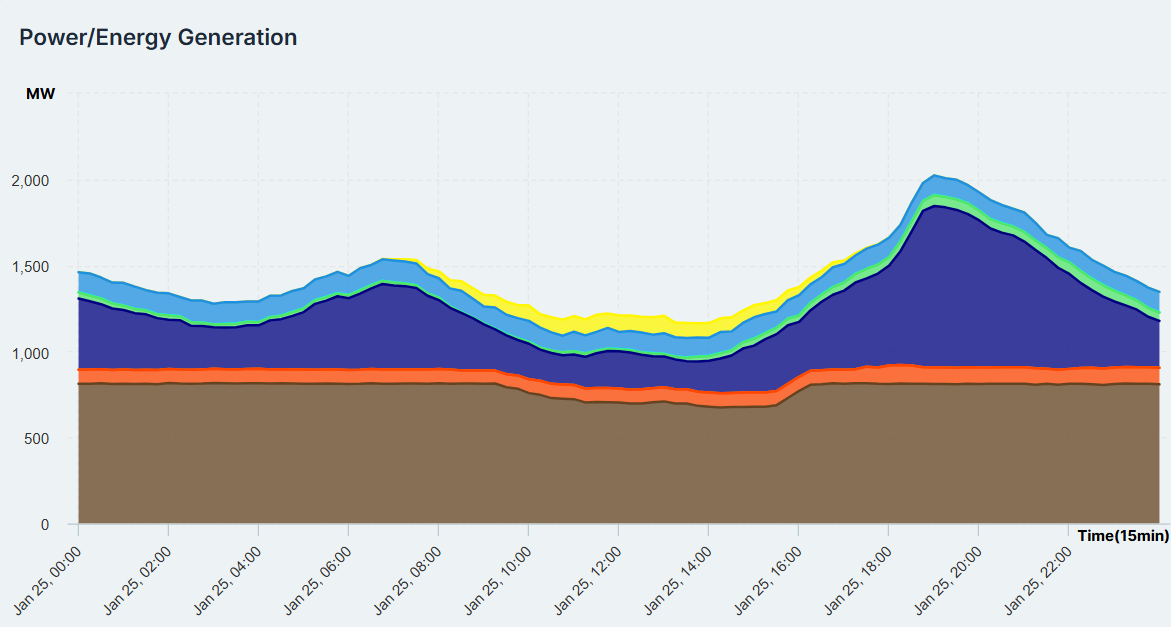 Power/Energy Generation
MW
2,000
1,500
1,000
500
0
Time(15min)
Jan 25, 00:00
Jan 25, 02:00
Jan 25, 04:00
Jan 25, 06:00
Jan 25, 08:00
Jan 25, 10:00
Jan 25, 12:00
Jan 25, 14:00
Jan 25, 16:00
Jan 25, 18:00
Jan 25, 20:00
Jan 25, 22:00